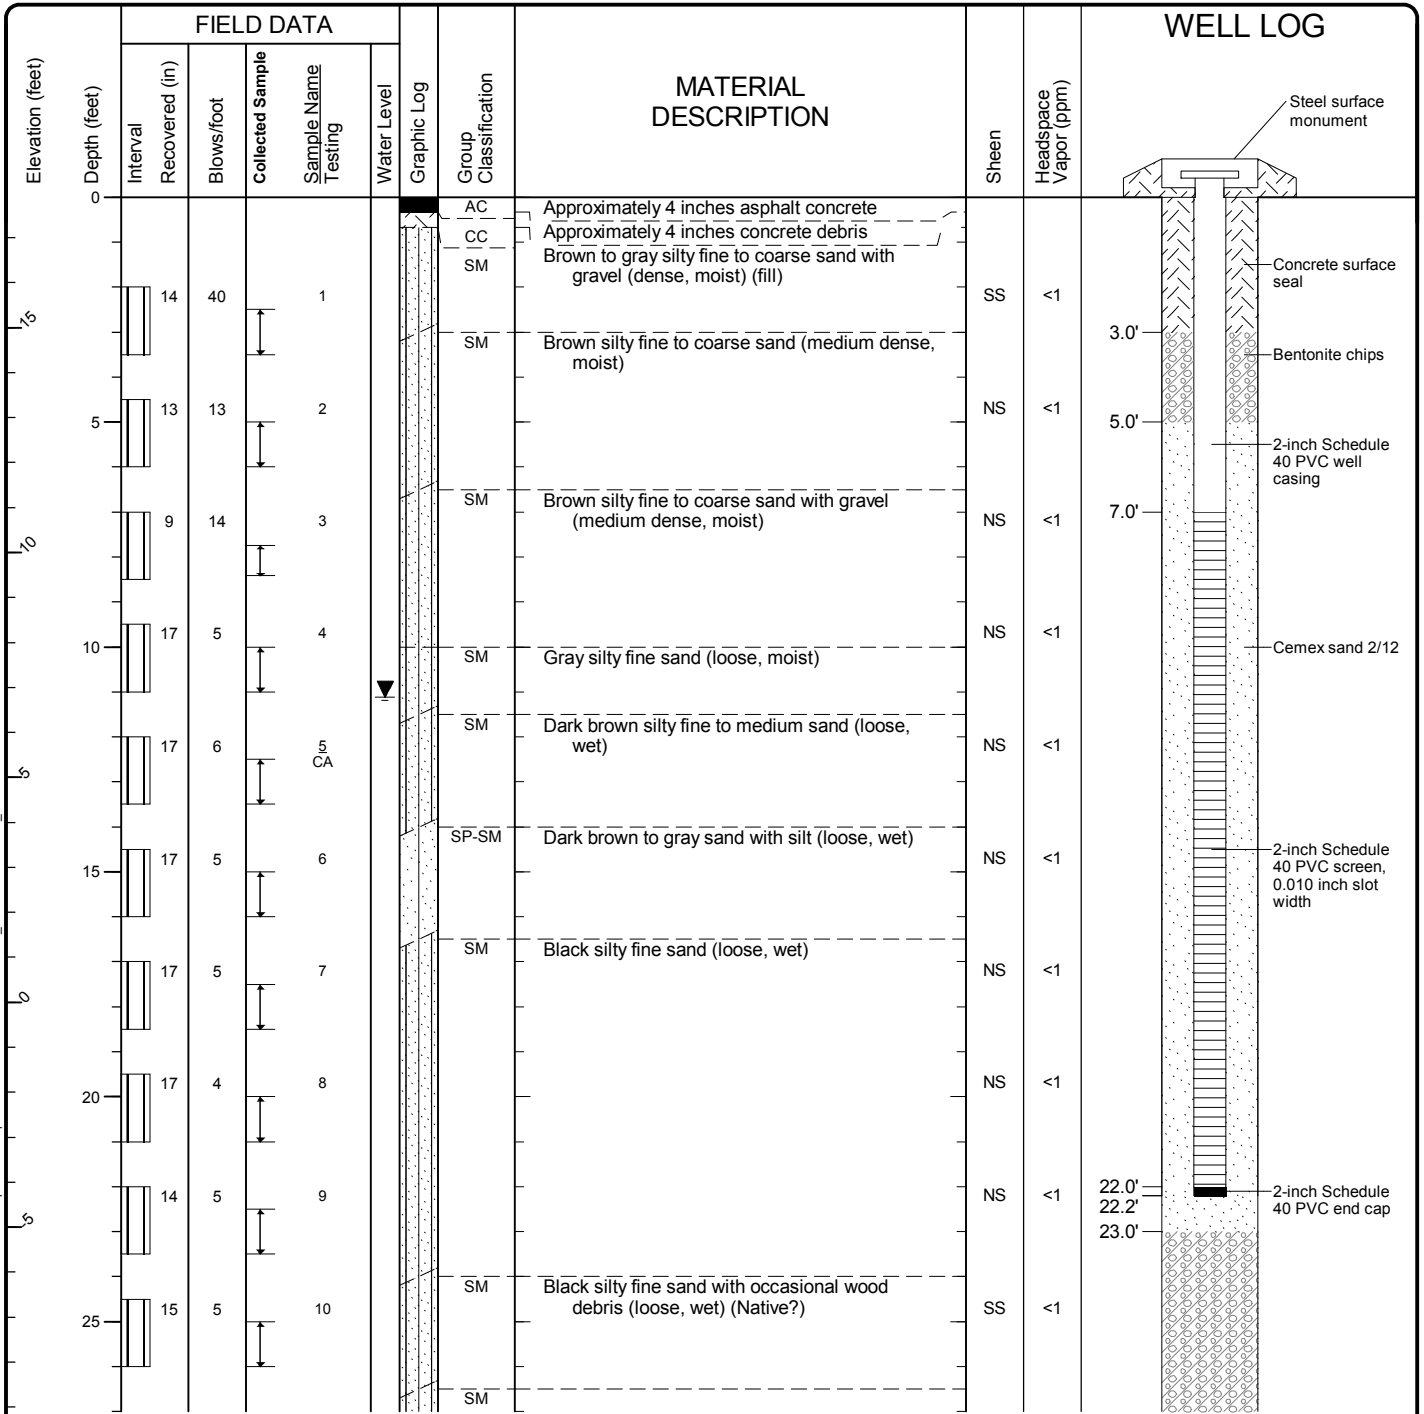 FIELD DATA
WELL LOG
Elevation (feet)
Depth (feet)
Interval
Recovered (in)
Blows/foot
Collected Sample
Sample Name
Testing
Water Level
Graphic Log
Group
Classification
MATERIAL
DESCRIPTION
Sheen
Headspace
Vapor (ppm)
Steel surface
monument
0
AC
Approximately 4 inches asphalt concrete
CC
Approximately 4 inches concrete debris
SM
Brown to gray silty fine to coarse sand with
gravel (dense, moist) (fill)
Concrete surface
seal
14 40 1 SS <1
15
3.0'
SM
Brown silty fine to coarse sand (medium dense,
moist)
Bentonite chips
13 13 2 NS <1
5
5.0'
2-inch Schedule
40 PVC well
casing
SM
Brown silty fine to coarse sand with gravel
(medium dense, moist)
7.0'
9 14 3 NS <1
10
17 5 4 NS <1
10
SM
Gray silty fine sand (loose, moist)
Cemex sand 2/12
SM
Dark brown silty fine to medium sand (loose,
wet)
17 6 5 NS <1
CA
5
SP-SM
Dark brown to gray sand with silt (loose, wet)
17 5 6 NS <1
15
2-inch Schedule
40 PVC screen,
0.010 inch slot
width
SM
Black silty fine sand (loose, wet)
17 5 7 NS <1
0
17 4 8 NS <1
20
14 5 9 NS <1
22.0'
22.2'
2-inch Schedule
40 PVC end cap
-5
23.0'
SM
Black silty fine sand with occasional wood
debris (loose, wet) (Native?)
15 5 10 SS <1
25
SM